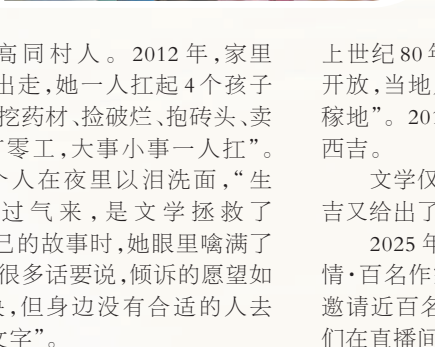 高同村人。2012年,家里
出走,她一人扛起4个孩子
挖药材、捡破烂、抱砖头、卖
零工,大事小事一人扛”。
个人在夜里以泪洗面,“生
过气来,是文学拯救了
己的故事时,她眼里噙满了
很多话要说,倾诉的愿望如
,但身边没有合适的人去
文字”。
上世纪80年
开放,当地
稼地”。201
西吉。
文学仅
吉又给出了
2025年
情·百名作
邀请近百名
们在直播间